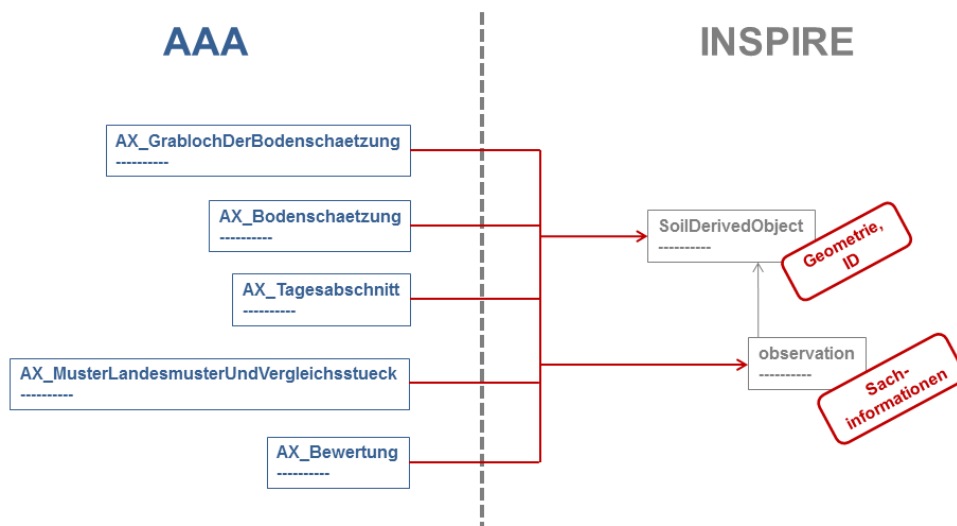 AAA
INSPIRE
AX_GrablochDerBodenschaetzung
----------
AX_Bodenschaetzung
----------
AX_Tagesabschnitt
----------
AX_MusterLandesmusterUndVergleichsstueck
----------
AX_Bewertung
----------
SoilDerivedObject
----------
Geometrie,
ID
observation
----------
Sach-
informationen